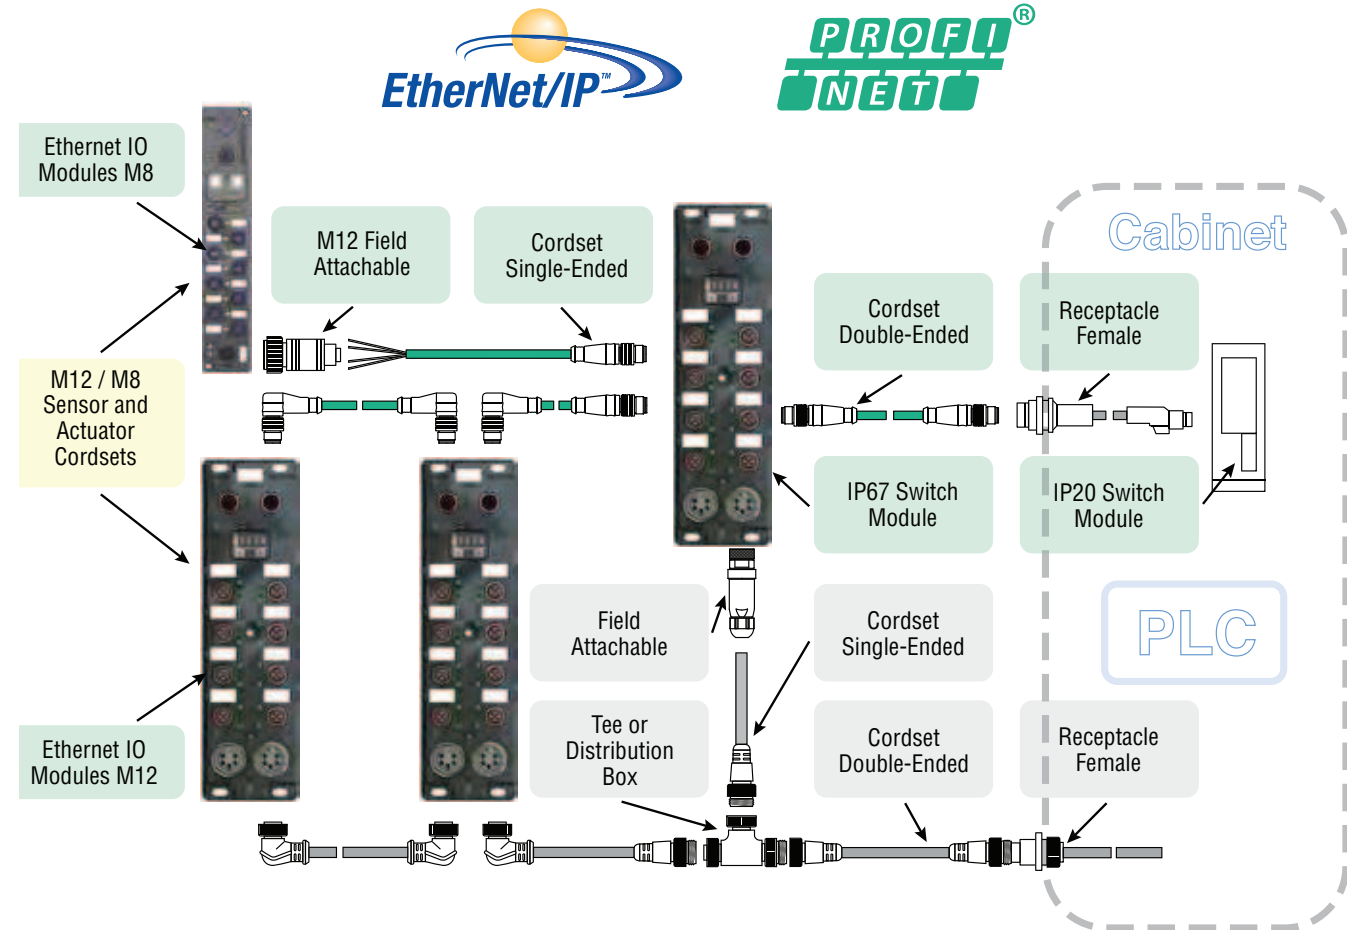 EtherNet/IP™
PROFI®
NET
Ethernet IO
Modules M8
Cabinet
M12 Field
Attachable
Cordset
Single-Ended
Cordset
Double-Ended
Receptacle
Female
M12 / M8
Sensor and
Actuator
Cordsets
IP67 Switch
Module
IP20 Switch
Module
PLC
Field
Attachable
Cordset
Single-Ended
Ethernet IO
Modules M12
Tee or
Distribution
Box
Cordset
Double-Ended
Receptacle
Female